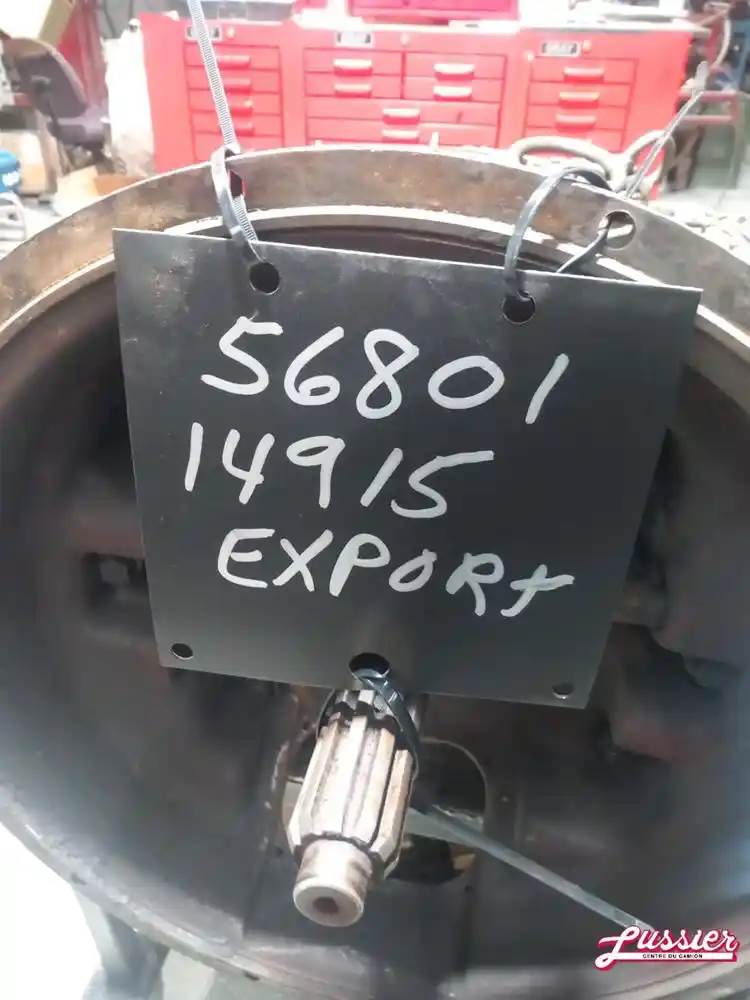 56801
14915
EXPORT
Lussier
CENTRE DU CAMION